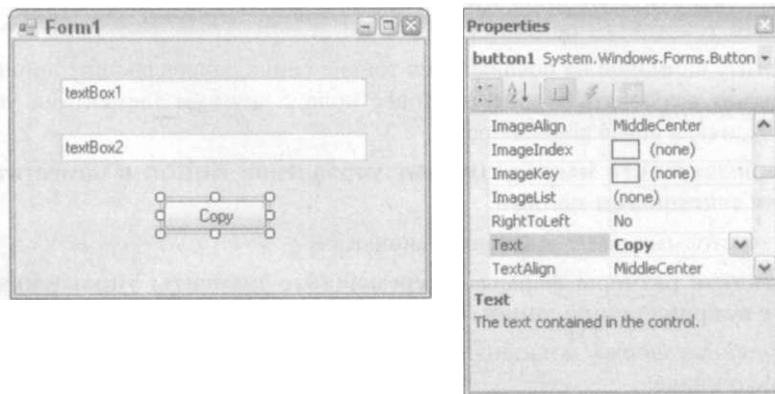 Form1
textBox1
textBox2
Copy
Properties
button1 System.Windows.Forms.Button
ImageAlign MiddleCenter
ImageIndex (none)
ImageKey (none)
ImageList (none)
RightToLeft No
Text Copy
TextAlign MiddleCenter
Text
The text contained in the control.